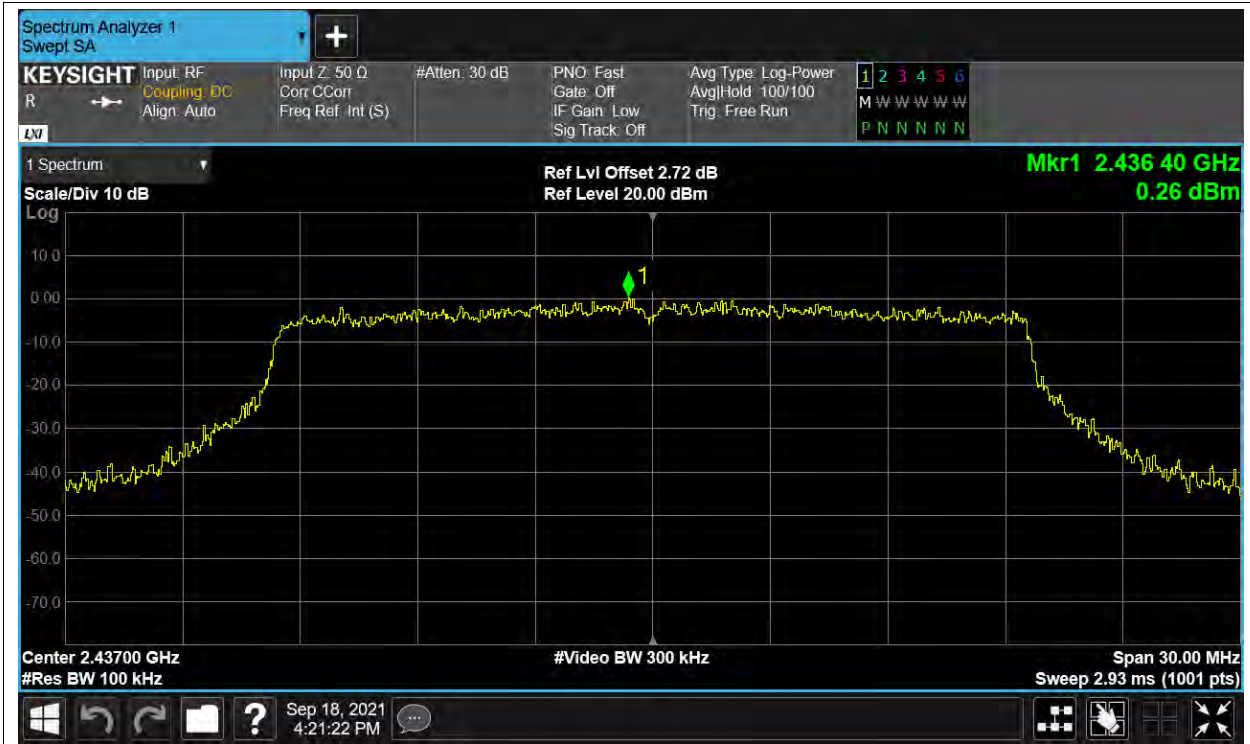 Spectrum Analyzer 1
Swept SA
+
KEYSIGHT
R
LXI
Input: RF
Coupling: DC
Align: Auto
Input Z: 50 Ω
Corr CCorr
Freq Ref: Int (S)
#Atten: 30 dB
PNO: Fast
Gate: Off
IF Gain: Low
Sig Track: Off
Avg Type: Log-Power
Avg|Hold: 100/100
Trig: Free Run
1 2 3 4 5 6
M W W W W W
P N N N N N
1 Spectrum
Scale/Div 10 dB
Log
Ref Lvl Offset 2.72 dB
Ref Level 20.00 dBm
Mkr1 2.436 40 GHz
0.26 dBm
1
10.0
0.00
-10.0
-20.0
-30.0
-40.0
-50.0
-60.0
-70.0
Center 2.43700 GHz
#Res BW 100 kHz
#Video BW 300 kHz
Span 30.00 MHz
Sweep 2.93 ms (1001 pts)
?
Sep 18, 2021
4:21:22 PM